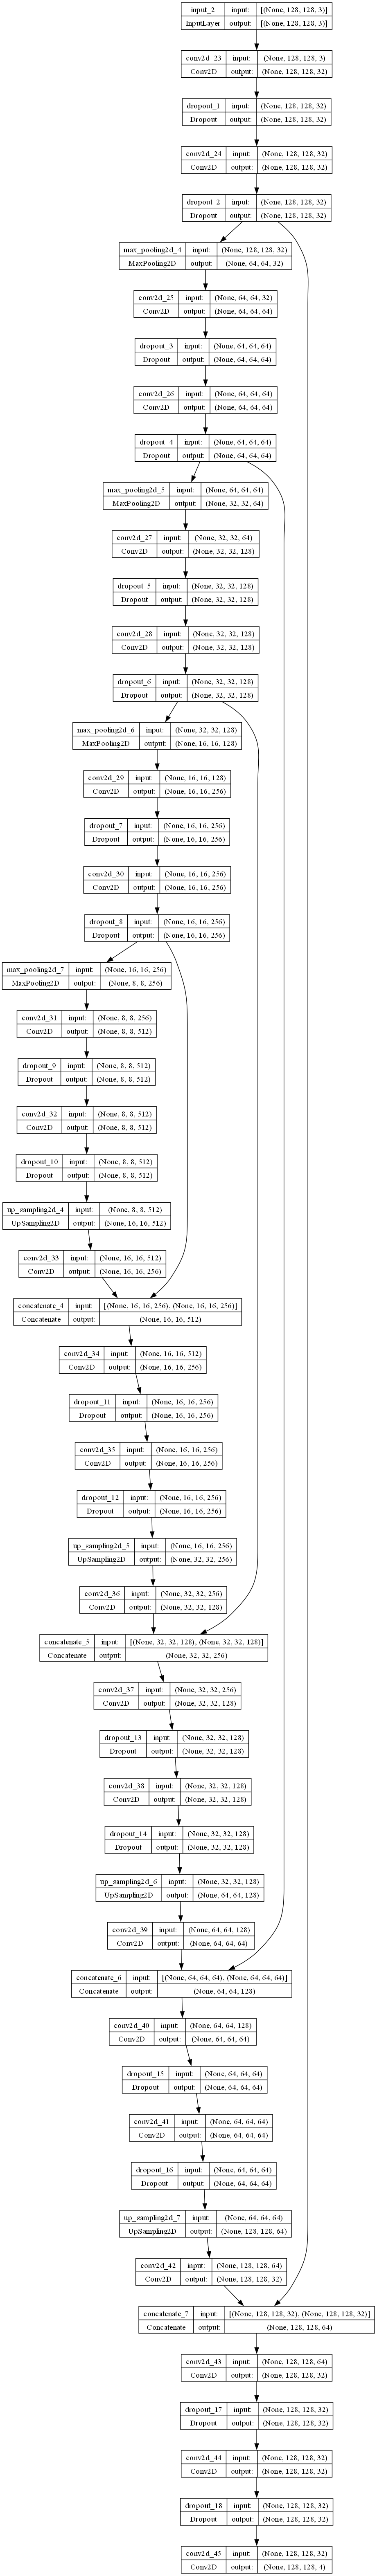 input_2 input: [(None, 128, 128, 3)]
InputLayer output: [(None, 128, 128, 3)]
conv2d_23 input: (None, 128, 128, 3)
Conv2D output: (None, 128, 128, 32)
dropout_1 input: (None, 128, 128, 32)
Dropout output: (None, 128, 128, 32)
conv2d_24 input: (None, 128, 128, 32)
Conv2D output: (None, 128, 128, 32)
dropout_2 input: (None, 128, 128, 32)
Dropout output: (None, 128, 128, 32)
max_pooling2d_4 input: (None, 128, 128, 32)
MaxPooling2D output: (None, 64, 64, 32)
conv2d_25 input: (None, 64, 64, 32)
Conv2D output: (None, 64, 64, 64)
dropout_3 input: (None, 64, 64, 64)
Dropout output: (None, 64, 64, 64)
conv2d_26 input: (None, 64, 64, 64)
Conv2D output: (None, 64, 64, 64)
dropout_4 input: (None, 64, 64, 64)
Dropout output: (None, 64, 64, 64)
max_pooling2d_5 input: (None, 64, 64, 64)
MaxPooling2D output: (None, 32, 32, 64)
conv2d_27 input: (None, 32, 32, 64)
Conv2D output: (None, 32, 32, 128)
dropout_5 input: (None, 32, 32, 128)
Dropout output: (None, 32, 32, 128)
conv2d_28 input: (None, 32, 32, 128)
Conv2D output: (None, 32, 32, 128)
dropout_6 input: (None, 32, 32, 128)
Dropout output: (None, 32, 32, 128)
max_pooling2d_6 input: (None, 32, 32, 128)
MaxPooling2D output: (None, 16, 16, 128)
conv2d_29 input: (None, 16, 16, 128)
Conv2D output: (None, 16, 16, 256)
dropout_7 input: (None, 16, 16, 256)
Dropout output: (None, 16, 16, 256)
conv2d_30 input: (None, 16, 16, 256)
Conv2D output: (None, 16, 16, 256)
dropout_8 input: (None, 16, 16, 256)
Dropout output: (None, 16, 16, 256)
max_pooling2d_7 input: (None, 16, 16, 256)
MaxPooling2D output: (None, 8, 8, 256)
conv2d_31 input: (None, 8, 8, 256)
Conv2D output: (None, 8, 8, 512)
dropout_9 input: (None, 8, 8, 512)
Dropout output: (None, 8, 8, 512)
conv2d_32 input: (None, 8, 8, 512)
Conv2D output: (None, 8, 8, 512)
dropout_10 input: (None, 8, 8, 512)
Dropout output: (None, 8, 8, 512)
up_sampling2d_4 input: (None, 8, 8, 512)
UpSampling2D output: (None, 16, 16, 512)
conv2d_33 input: (None, 16, 16, 512)
Conv2D output: (None, 16, 16, 256)
concatenate_4 input: [(None, 16, 16, 256), (None, 16, 16, 256)]
Concatenate output: (None, 16, 16, 512)
conv2d_34 input: (None, 16, 16, 512)
Conv2D output: (None, 16, 16, 256)
dropout_11 input: (None, 16, 16, 256)
Dropout output: (None, 16, 16, 256)
conv2d_35 input: (None, 16, 16, 256)
Conv2D output: (None, 16, 16, 256)
dropout_12 input: (None, 16, 16, 256)
Dropout output: (None, 16, 16, 256)
up_sampling2d_5 input: (None, 16, 16, 256)
UpSampling2D output: (None, 32, 32, 256)
conv2d_36 input: (None, 32, 32, 256)
Conv2D output: (None, 32, 32, 128)
concatenate_5 input: [(None, 32, 32, 128), (None, 32, 32, 128)]
Concatenate output: (None, 32, 32, 256)
conv2d_37 input: (None, 32, 32, 256)
Conv2D output: (None, 32, 32, 128)
dropout_13 input: (None, 32, 32, 128)
Dropout output: (None, 32, 32, 128)
conv2d_38 input: (None, 32, 32, 128)
Conv2D output: (None, 32, 32, 128)
dropout_14 input: (None, 32, 32, 128)
Dropout output: (None, 32, 32, 128)
up_sampling2d_6 input: (None, 32, 32, 128)
UpSampling2D output: (None, 64, 64, 128)
conv2d_39 input: (None, 64, 64, 128)
Conv2D output: (None, 64, 64, 64)
concatenate_6 input: [(None, 64, 64, 64), (None, 64, 64, 64)]
Concatenate output: (None, 64, 64, 128)
conv2d_40 input: (None, 64, 64, 128)
Conv2D output: (None, 64, 64, 64)
dropout_15 input: (None, 64, 64, 64)
Dropout output: (None, 64, 64, 64)
conv2d_41 input: (None, 64, 64, 64)
Conv2D output: (None, 64, 64, 64)
dropout_16 input: (None, 64, 64, 64)
Dropout output: (None, 64, 64, 64)
up_sampling2d_7 input: (None, 64, 64, 64)
UpSampling2D output: (None, 128, 128, 64)
conv2d_42 input: (None, 128, 128, 64)
Conv2D output: (None, 128, 128, 32)
concatenate_7 input: [(None, 128, 128, 32), (None, 128, 128, 32)]
Concatenate output: (None, 128, 128, 64)
conv2d_43 input: (None, 128, 128, 64)
Conv2D output: (None, 128, 128, 32)
dropout_17 input: (None, 128, 128, 32)
Dropout output: (None, 128, 128, 32)
conv2d_44 input: (None, 128, 128, 32)
Conv2D output: (None, 128, 128, 32)
dropout_18 input: (None, 128, 128, 32)
Dropout output: (None, 128, 128, 32)
conv2d_45 input: (None, 128, 128, 32)
Conv2D output: (None, 128, 128, 4)